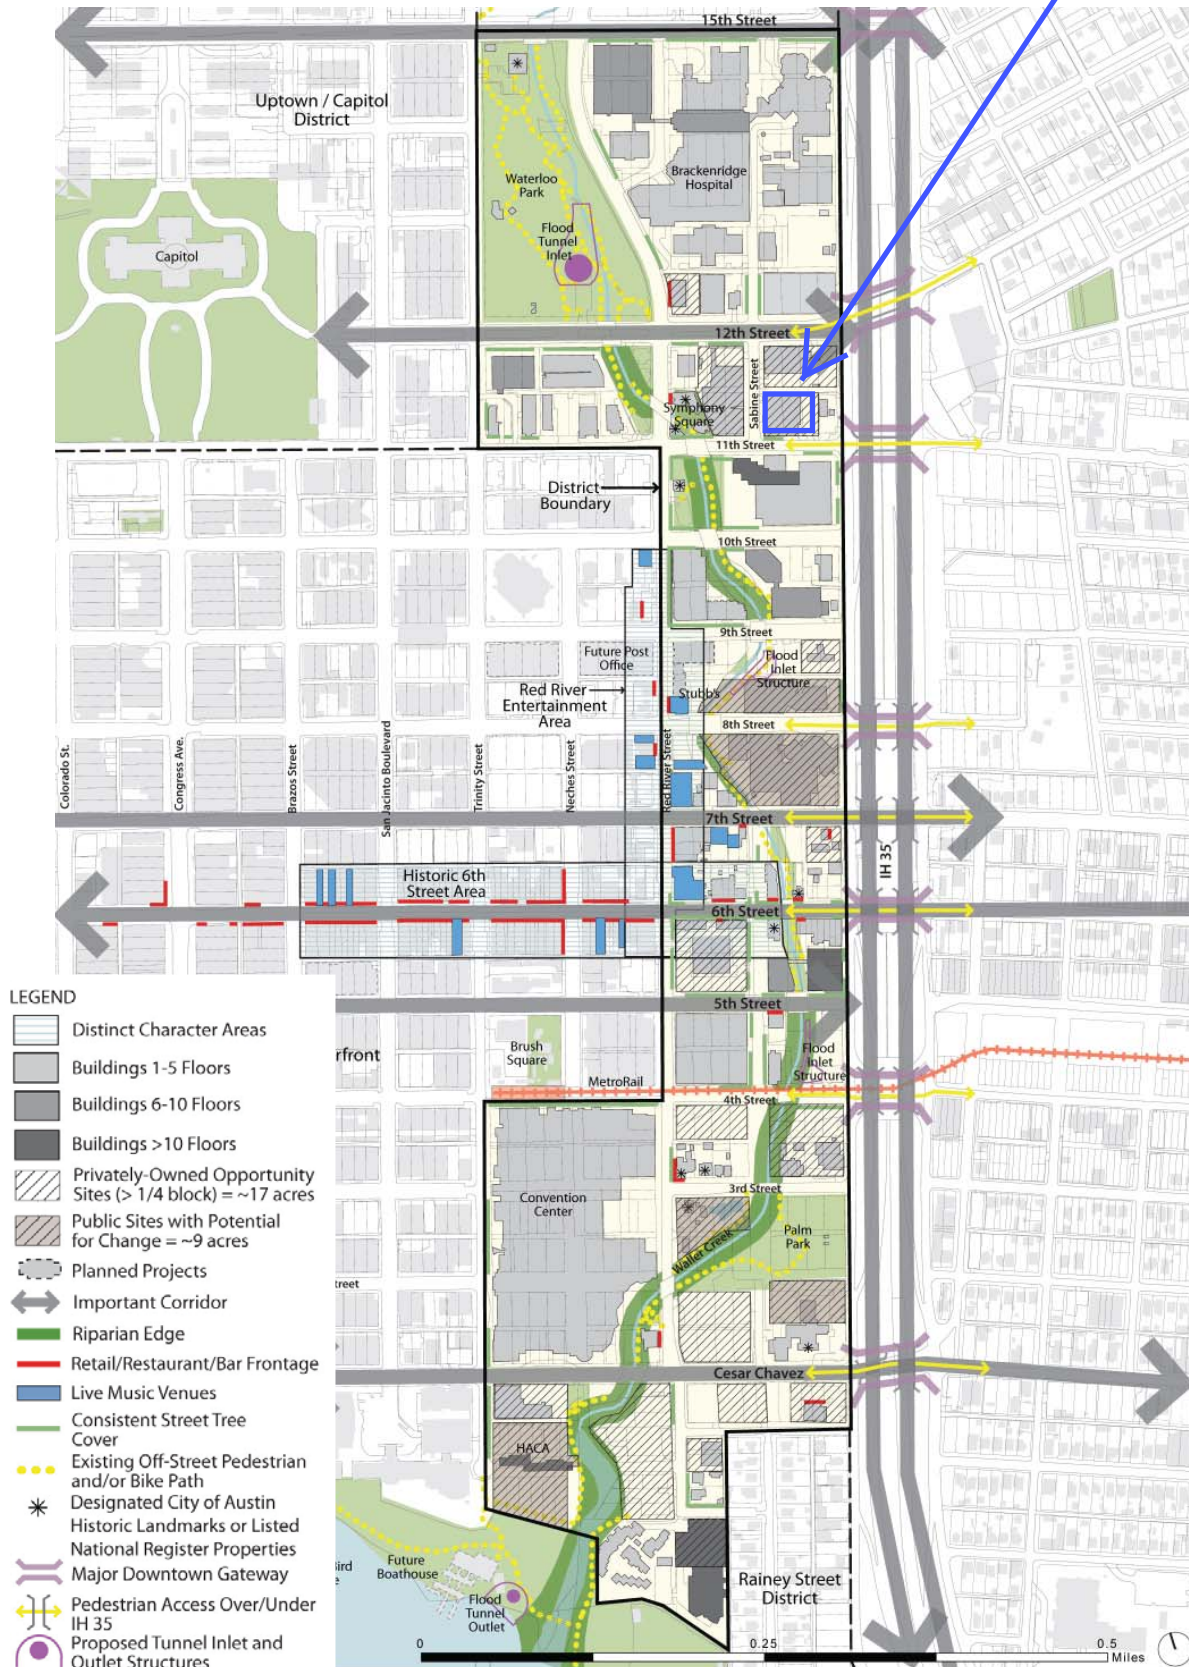 15th Street
Uptown / Capitol
District
Brackenridge
Hospital
Waterloo
Park
Flood
Tunnel
Inlet
Capitol
12th Street
Sabine Street
Symphony
Square
11th Street
District
Boundary
10th Street
9th Street
Future Post
Office
Flood
Inlet
Structure
Red River
Entertainment
Area
Stubb's
8th Street
Colorado St.
Congress Ave.
Brazos Street
San Jacinto Boulevard
Trinity Street
Neches Street
Red River Street
7th Street
IH 35
Historic 6th
Street Area
6th Street
5th Street
Brush
Square
MetroRail
Flood
Inlet
Structure
4th Street
rfront
Convention
Center
3rd Street
Palm
Park
Waller Creek
treet
Cesar Chavez
HACA
Rainey Street
District
Future
Boathouse
Flood
Tunnel
Outlet
ird
e
0
0.25
0.5
Miles
LEGEND
Distinct Character Areas
Buildings 1-5 Floors
Buildings 6-10 Floors
Buildings >10 Floors
Privately-Owned Opportunity
Sites (> 1/4 block) = ~17 acres
Public Sites with Potential
for Change = ~9 acres
Planned Projects
Important Corridor
Riparian Edge
Retail/Restaurant/Bar Frontage
Live Music Venues
Consistent Street Tree
Cover
Existing Off-Street Pedestrian
and/or Bike Path
Designated City of Austin
Historic Landmarks or Listed
National Register Properties
Major Downtown Gateway
Pedestrian Access Over/Under
IH 35
Proposed Tunnel Inlet and
Outlet Structures